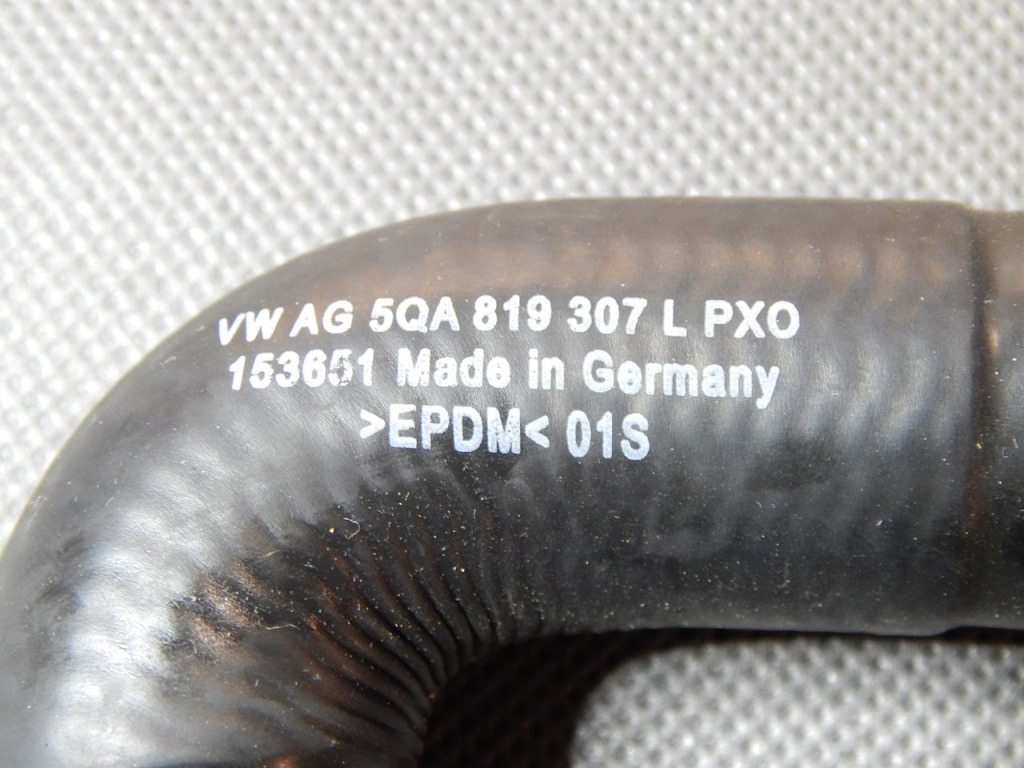 VW AG 5QA 819 307 L PXO
153651 Made in Germany
>EPDM< 01S